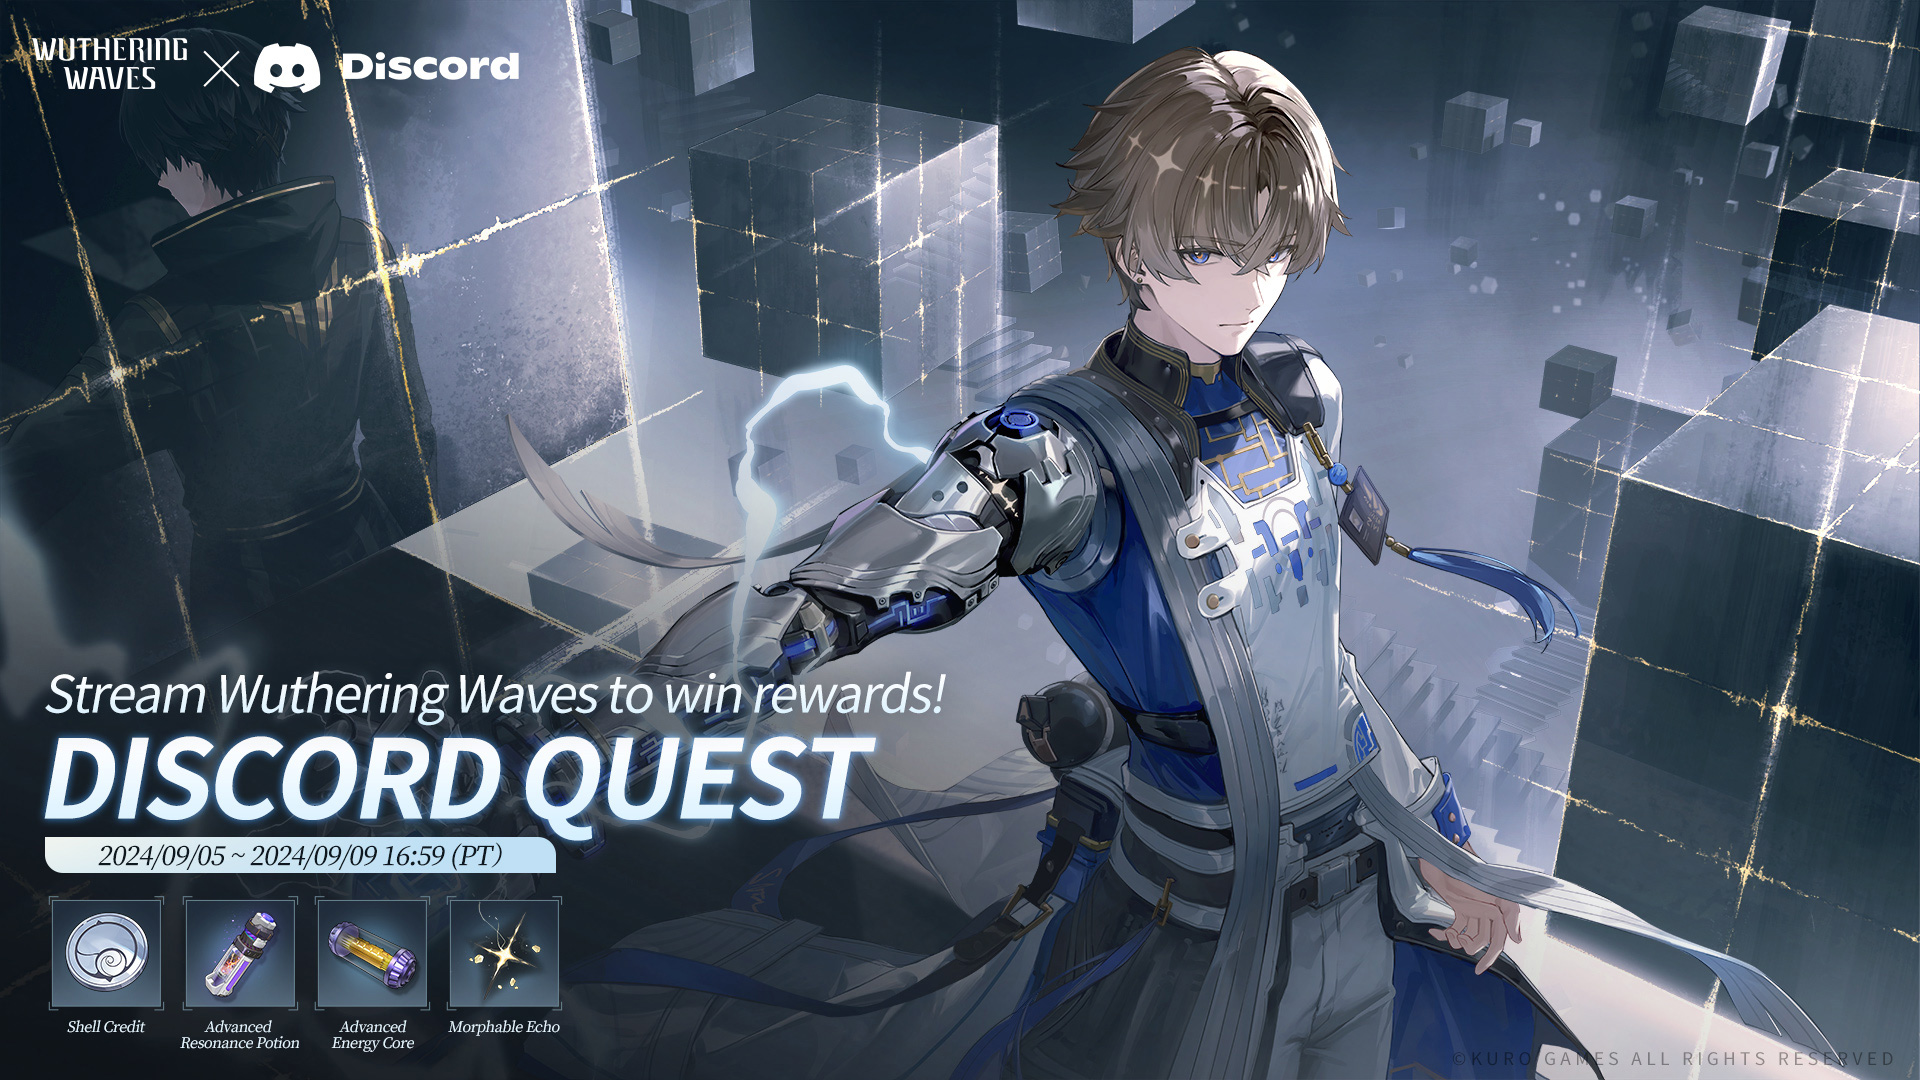 WUTHERING
WAVES
Discord
Stream Wuthering Waves to win rewards!
DISCORD QUEST
2024/09/05 ~ 2024/09/09 16:59 (PT)
Shell Credit
Advanced
Resonance Potion
Advanced
Energy Core
Morphable Echo
©KURO GAMES ALL RIGHTS RESERVED